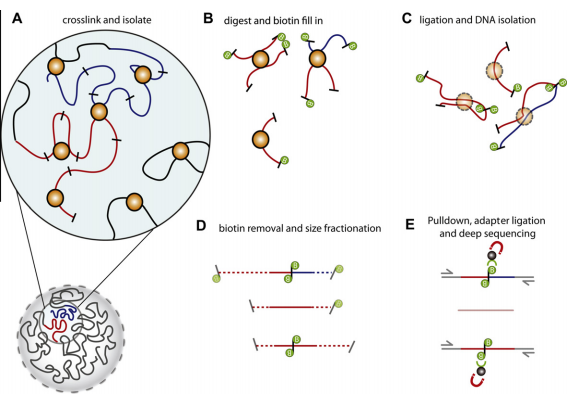 A crosslink and isolate
B digest and biotin fill in
C ligation and DNA isolation
D biotin removal and size fractionation
E Pulldown, adapter ligation
and deep sequencing
B
B
B
B
B
B
B
B